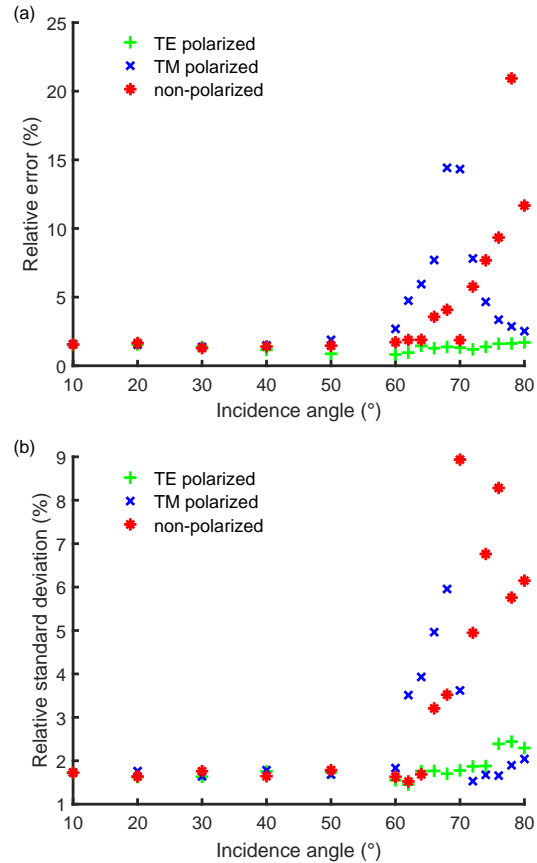 (a)
25
20
15
10
5
0
Relative error (%)
TE polarized
TM polarized
non-polarized
10 20 30 40 50 60 70 80
Incidence angle (°)
(b)
9
8
7
6
5
4
3
2
1
Relative standard deviation (%)
TE polarized
TM polarized
non-polarized
10 20 30 40 50 60 70 80
Incidence angle (°)